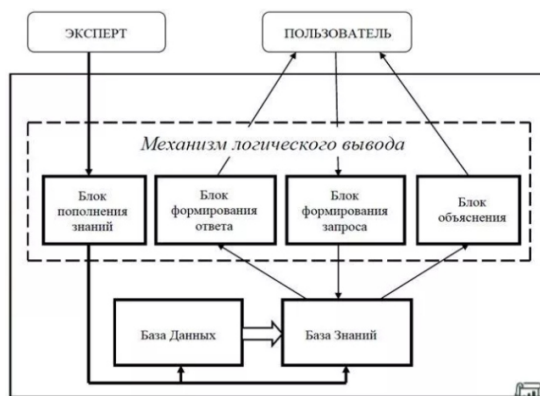 ЭКСПЕРТ
ПОЛЬЗОВАТЕЛЬ
Механизм логического вывода
Блок
пополнения
знаний
Блок
формирования
ответа
Блок
формирования
запроса
Блок
объяснения
База Данных
База Знаний